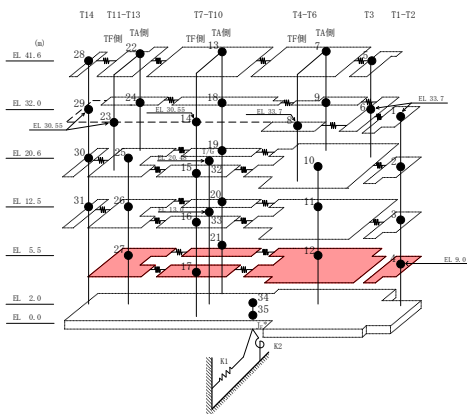 T14 T11-T13 T7-T10 T4-T6 T3 T1-T2
(m) TF側 TA側 TF側 TA側 TF側 TA側
EL 41.6 28 22 13 7 5
EL 32.0 29 24 18 9 6 1 EL 33.7
EL 30.55 23 EL 30.55 14 EL 33.7 8
EL 20.6 30 25 19 10 2
15 32
EL 12.5 31 26 20 11 3
16 33
EL 5.5 27 21 12 4 EL 9.0
17
EL 2.0 34
EL 0.0 35
K1 K2